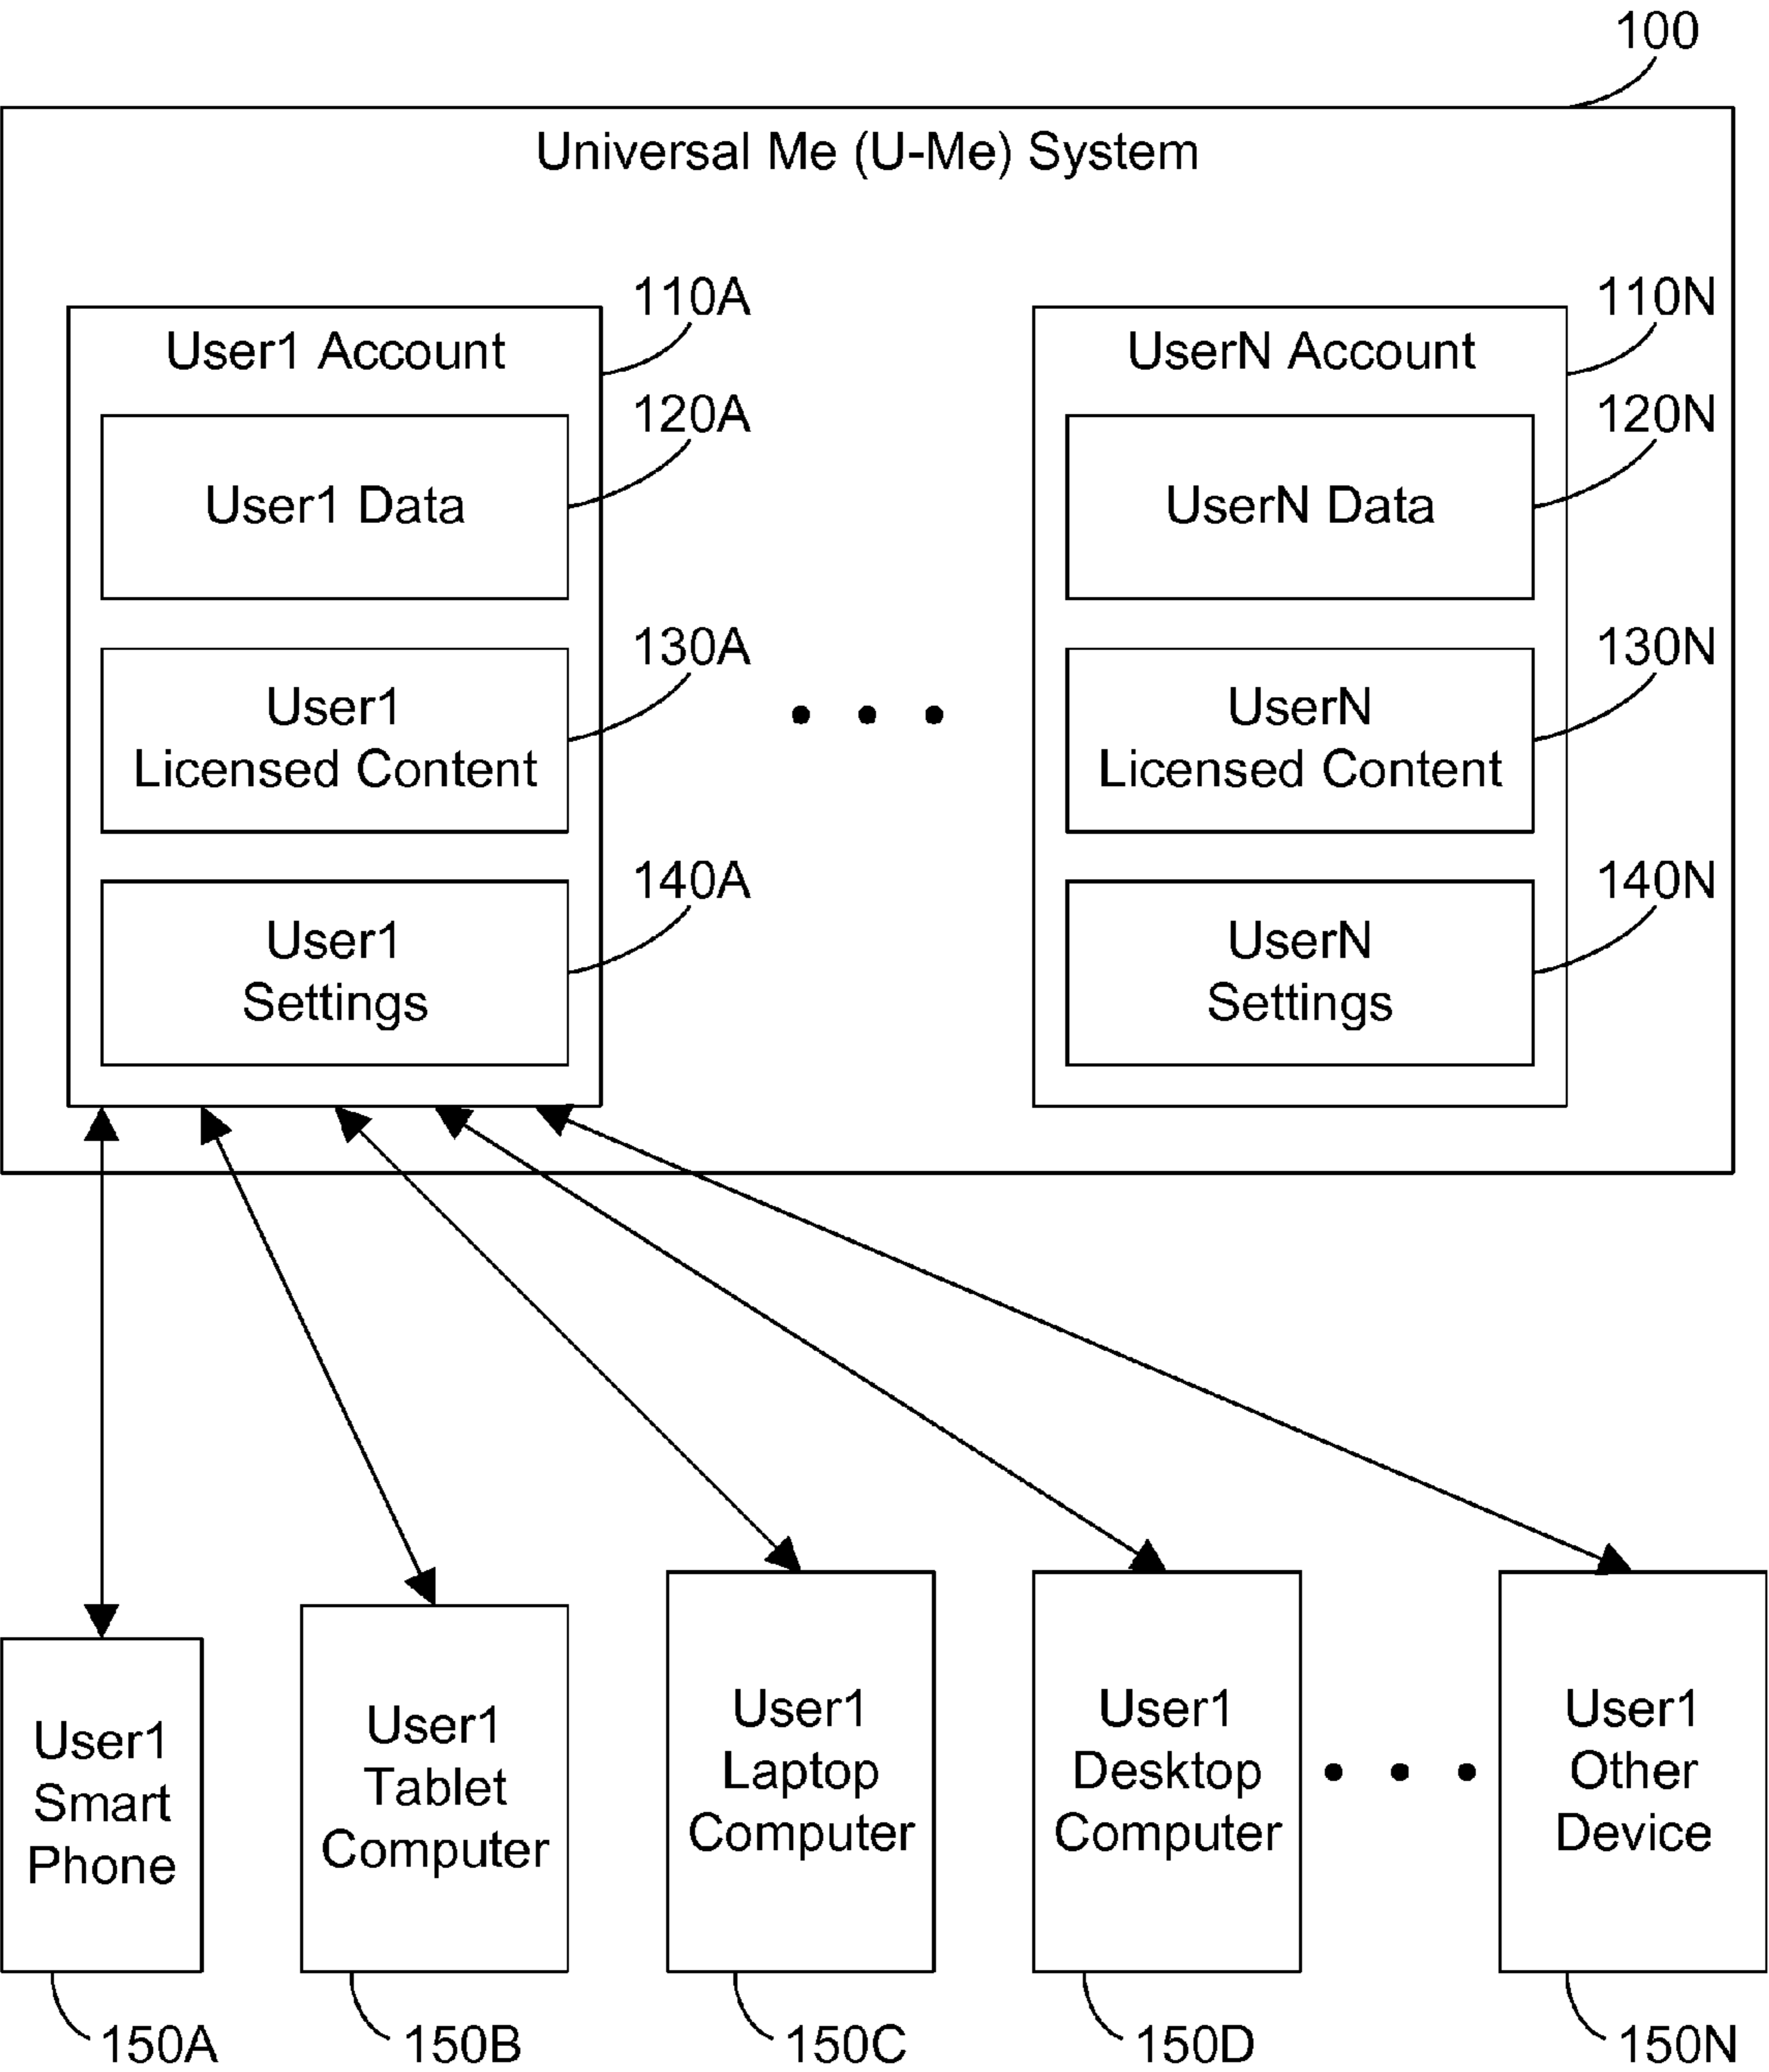 100
Universal Me (U-Me) System
110A
110N
User1 Account
UserN Account
120A
120N
User1 Data
UserN Data
130A
130N
User1
Licensed Content
UserN
Licensed Content
140A
140N
User1
Settings
UserN
Settings
User1
Smart
Phone
User1
Tablet
Computer
User1
Laptop
Computer
User1
Desktop
Computer
User1
Other
Device
150A
150B
150C
150D
150N